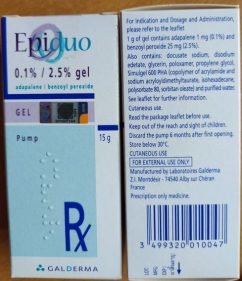 Epiduo
0.1% / 2.5% gel
adapalene / benzoyl peroxide
GEL
Pump
15 g
Rx
GALDERMA
For Indication and Dosage and Administration,
please refer to the leaflet
1 g of gel contains adapalene 1 mg (0.1%) and
benzoyl peroxide 25 mg (2.5%).
Also contains: docusate sodium, disodium
edetate, glycerin, poloxamer, propylene glycol,
Simulgel 600 PHA (copolymer of acrylamide and
sodium acryloyldimethyltaurate, isohexadecane,
polysorbate 80, sorbitan oleate) and purified water.
See leaflet for further information.
Cutaneous use.
Read the package leaflet before use.
Keep out of the reach and sight of children.
Discard the pump 6 months after first opening.
Store below 30°C.
CUTANEOUS USE
FOR EXTERNAL USE ONLY
Manufactured by Laboratoires Galderma
Z.I. Montdésir - 74540 Alby sur Chéran
France
Prescription only medicine.
3 499320 010047
LOT
MFG
EXP